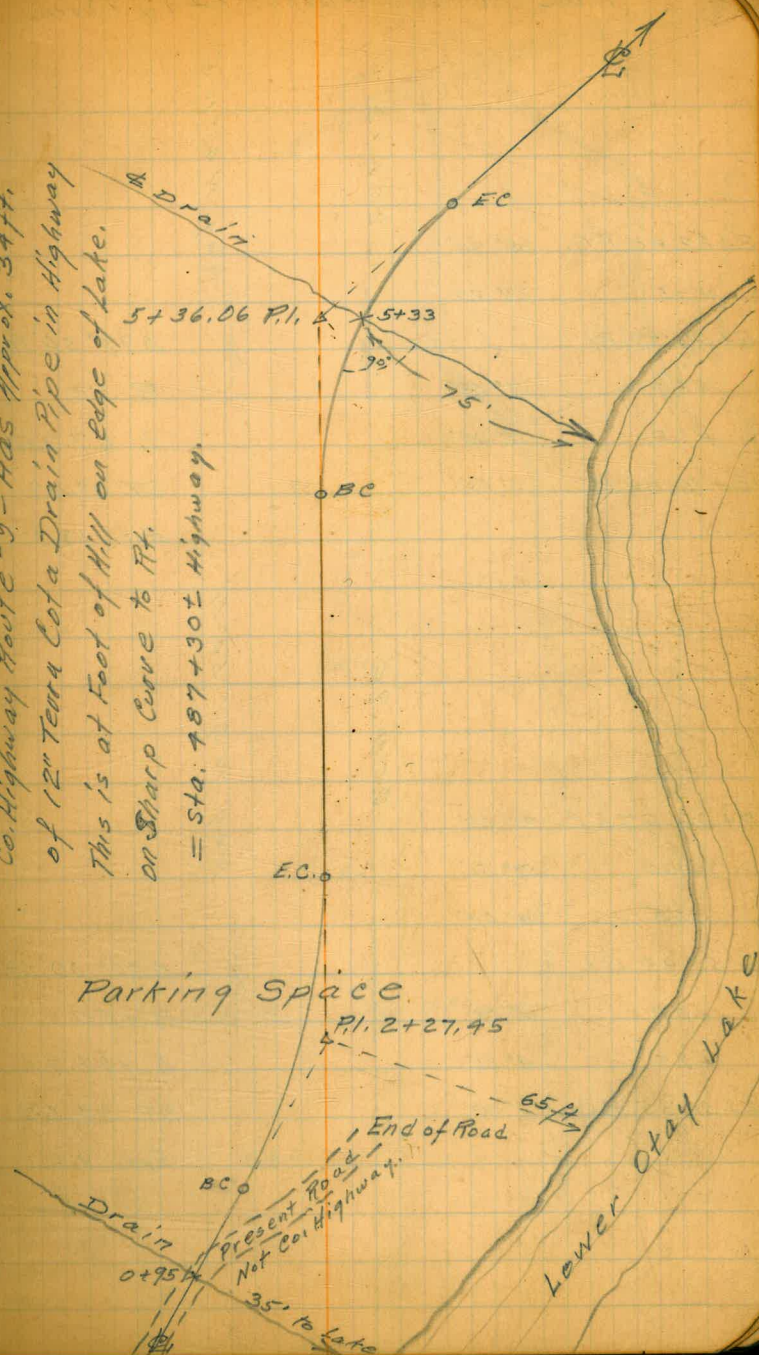 ℄
EC
℄ Drain
5+36.06 P.I.
5+33
90°
75'
BC
Co. Highway Route - Has Approx. 34 ft.
of 12" Terra Cota Drain Pipe in Highway
This is at Foot of Hill on edge of Lake.
on Sharp Curve to Rt.
= Sta. 487+30± Highway.
E.C.
Parking Space
P.I. 2+27.45
65 ft
End of Road
BC
Present Road
Not Co. Highway.
Drain
0+95
35' to Lake
℄
Lower Otay Lake